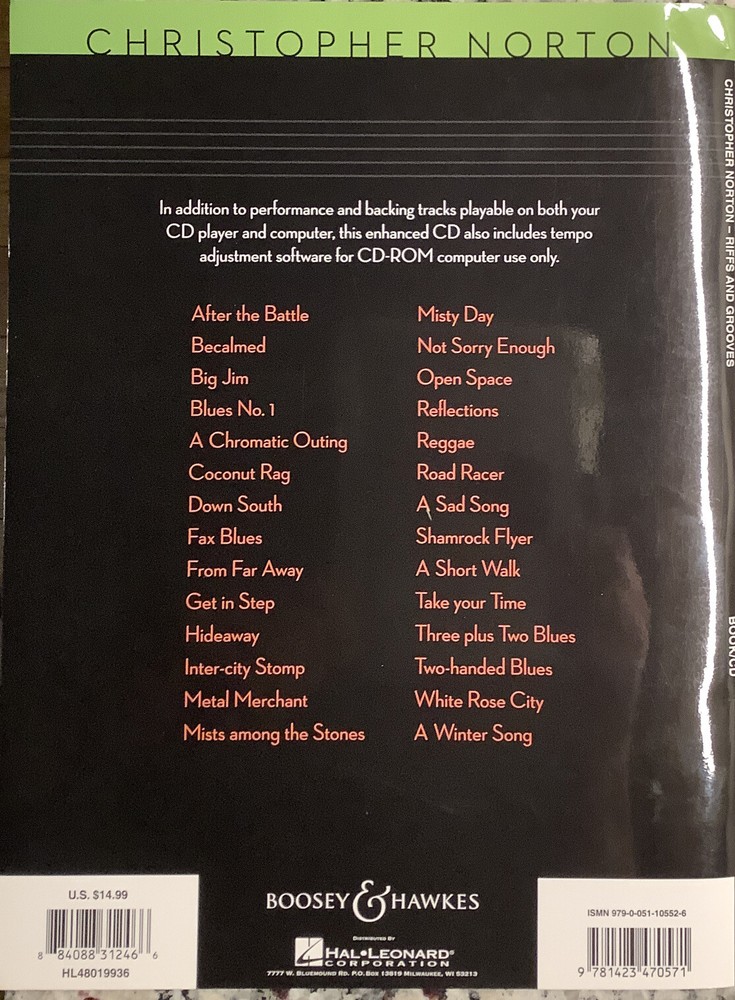 CHRISTOPHER NORTON
In addition to performance and backing tracks playable on both your
CD player and computer, this enhanced CD also includes tempo
adjustment software for CD-ROM computer use only.
After the Battle
Becalmed
Big Jim
Blues No. 1
A Chromatic Outing
Coconut Rag
Down South
Fax Blues
From Far Away
Get in Step
Hideaway
Inter-city Stomp
Metal Merchant
Mists among the Stones
Misty Day
Not Sorry Enough
Open Space
Reflections
Reggae
Road Racer
A Sad Song
Shamrock Flyer
A Short Walk
Take your Time
Three plus Two Blues
Two-handed Blues
White Rose City
A Winter Song
U.S. $14.99
8 84088 31246 6
HL48019936
BOOSEY & HAWKES
DISTRIBUTED BY
HAL•LEONARD®
CORPORATION
7777 W. BLUEMOUND RD. P.O. BOX 13819 MILWAUKEE, WI 53213
ISMN 979-0-051-10552-6
9 781423 470571
CHRISTOPHER NORTON – RIFFS AND GROOVES
BOOK/CD